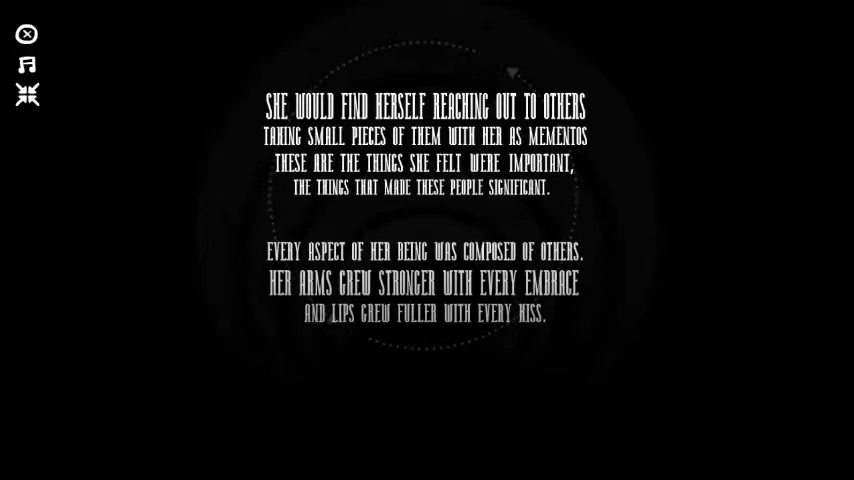 SHE WOULD FIND HERSELF REACHING OUT TO OTHERS
TAKING SMALL PIECES OF THEM WITH HER AS MEMENTOS
THESE ARE THE THINGS SHE FELT WERE IMPORTANT,
THE THINGS THAT MADE THESE PEOPLE SIGNIFICANT.
EVERY ASPECT OF HER BEING WAS COMPOSED OF OTHERS.
HER ARMS GREW STRONGER WITH EVERY EMBRACE
AND LIPS GREW FULLER WITH EVERY KISS.